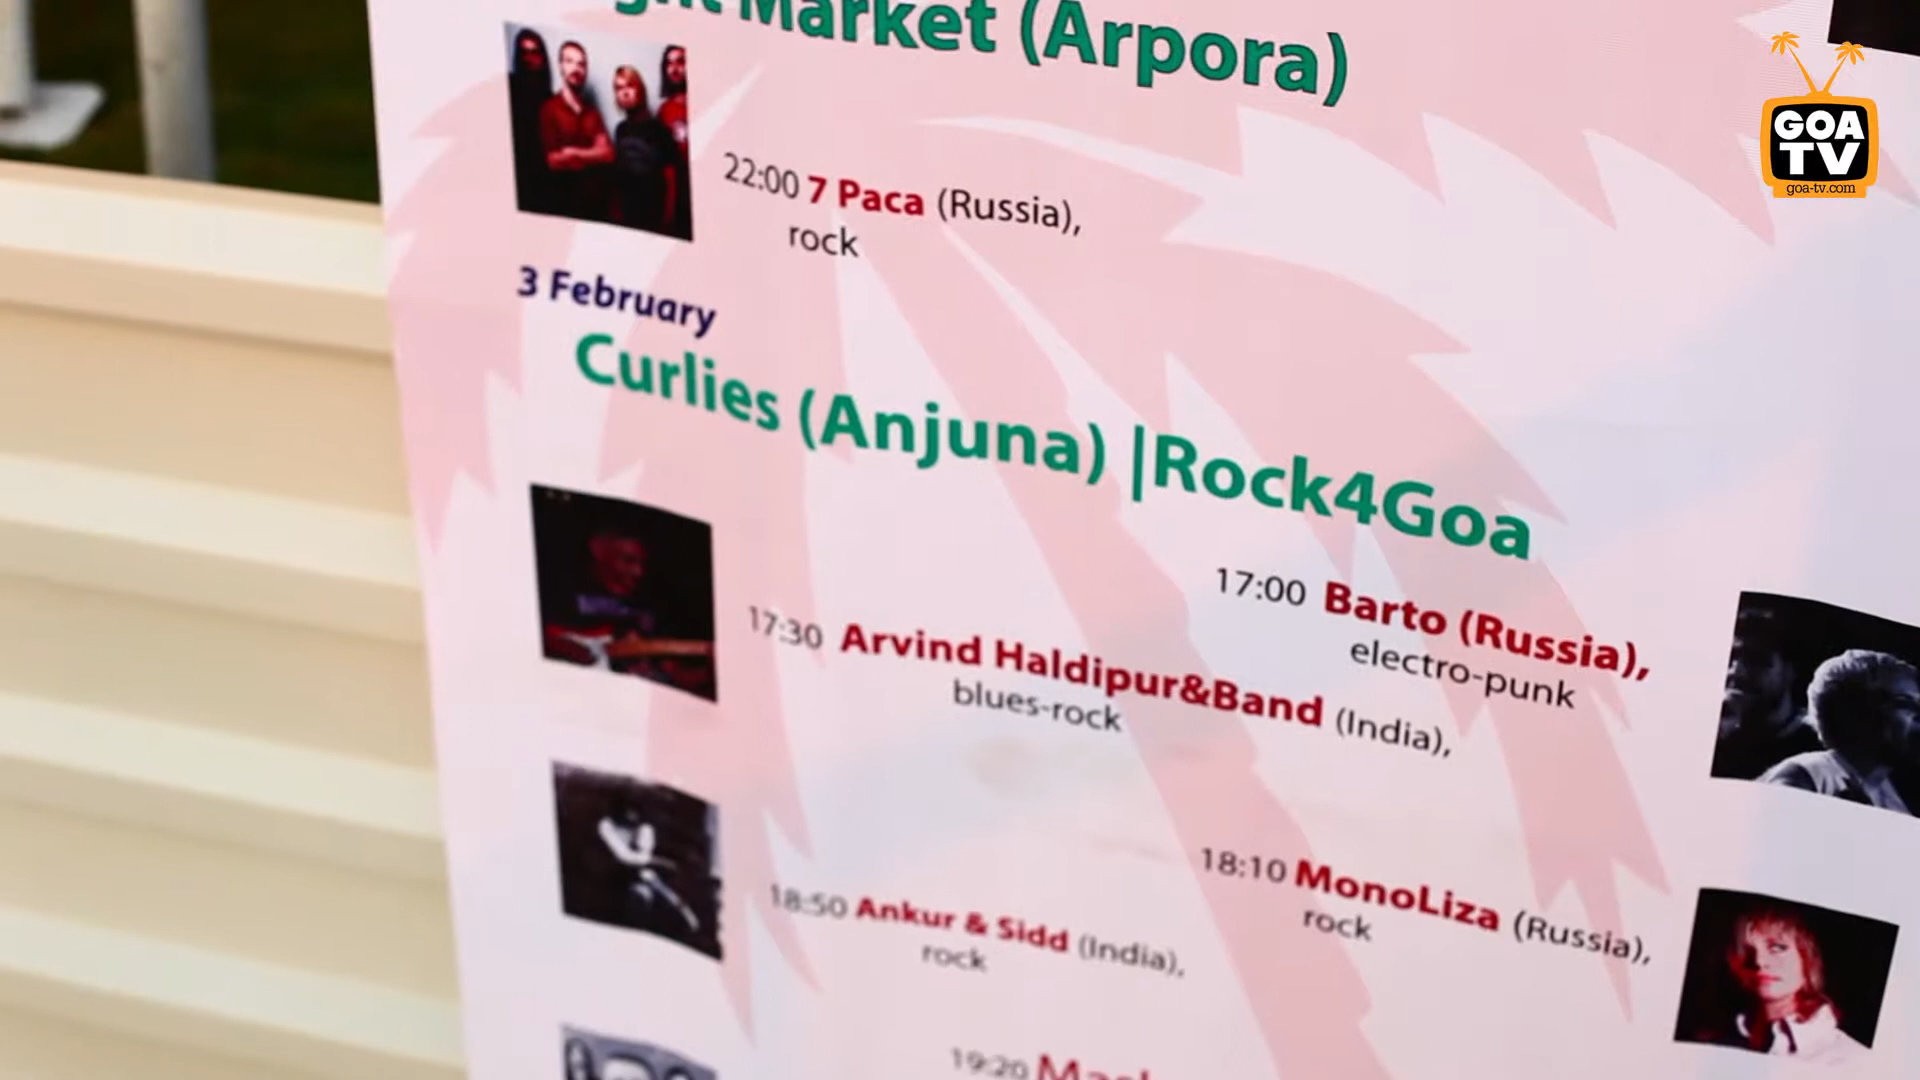 Market (Arpora)
GOA
TV
goa-tv.com
22:00 7 Paca (Russia),
rock
3 February
Curlies (Anjuna) |Rock4Goa
17:00 Barto (Russia),
electro-punk
17:30 Arvind Haldipur&Band (India),
blues-rock
18:10 MonoLiza (Russia),
rock
18:50 Ankur & Sidd (India),
rock
19:20